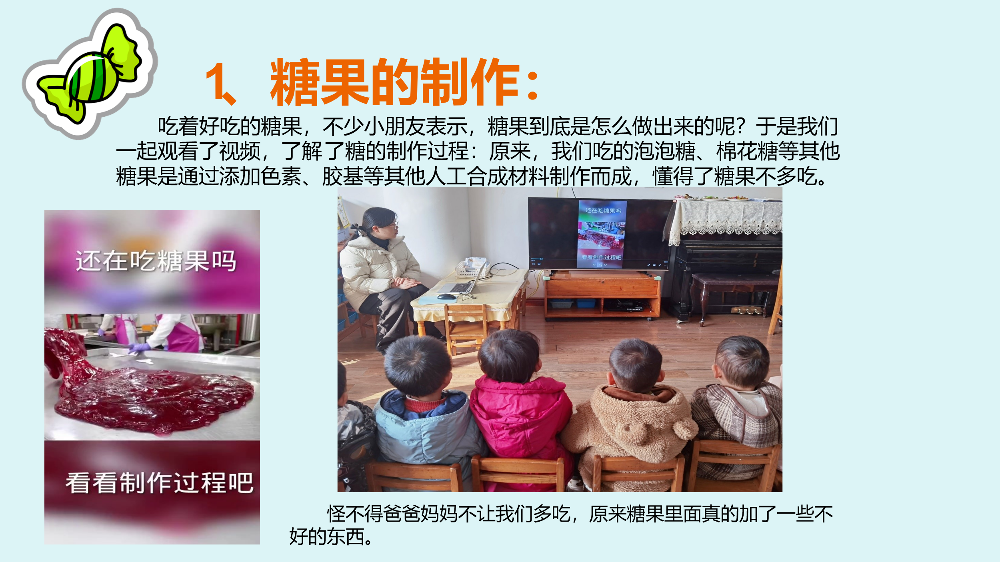 1、糖果的制作：
吃着好吃的糖果，不少小朋友表示，糖果到底是怎么做出来的呢？于是我们
一起观看了视频，了解了糖的制作过程：原来，我们吃的泡泡糖、棉花糖等其他
糖果是通过添加色素、胶基等其他人工合成材料制作而成，懂得了糖果不多吃。
还在吃糖果吗
看看制作过程吧
还在吃糖果吗
看看制作过程吧
怪不得爸爸妈妈不让我们多吃，原来糖果里面真的加了一些不
好的东西。